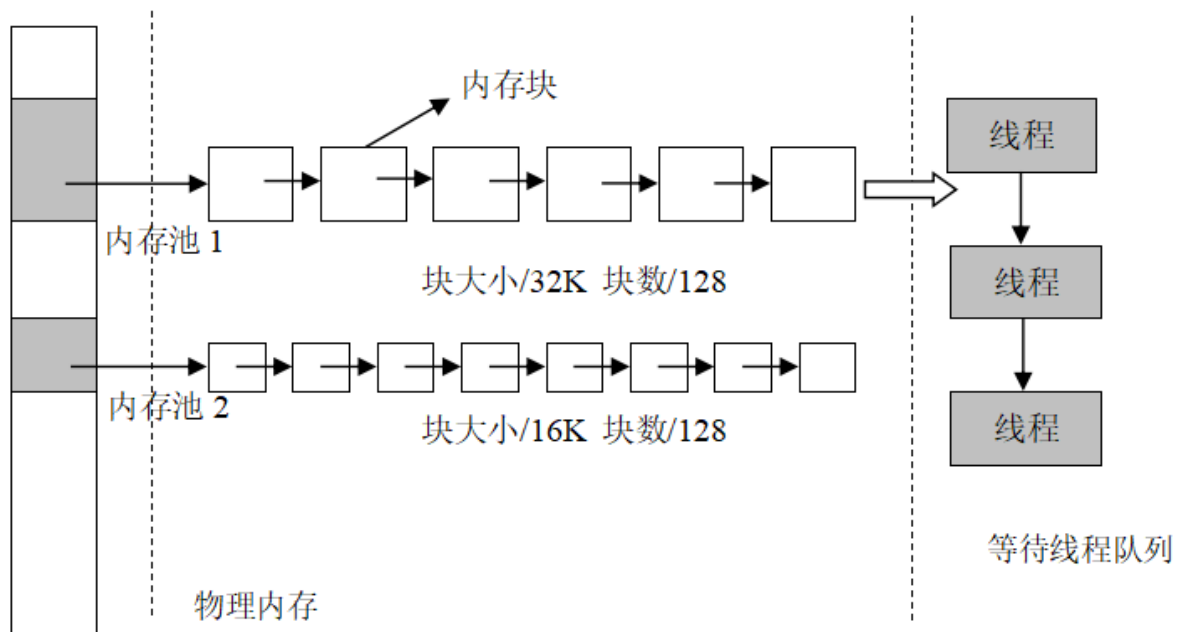 内存块
线程
内存池 1
块大小/32K 块数/128
线程
内存池 2
块大小/16K 块数/128
线程
等待线程队列
物理内存